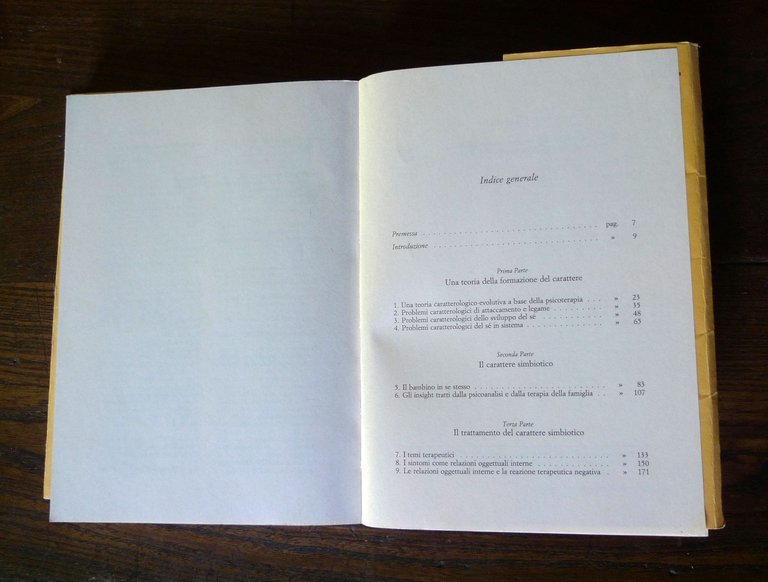 Indice generale
Premessa . . . . . . . . . . . . . . . . . . . . . . . . . . . . . . pag. 7
Introduzione . . . . . . . . . . . . . . . . . . . . . . . . . . . . » 9
Prima Parte
Una teoria della formazione del carattere
1. Una teoria caratterologico-evolutiva a base della psicoterapia . . . » 23
2. Problemi caratterologici di attaccamento e legame . . . . . . . . . » 35
3. Problemi caratterologici dello sviluppo del sé . . . . . . . . . . . » 48
4. Problemi caratterologici del sé in sistema . . . . . . . . . . . . . » 65
Seconda Parte
Il carattere simbiotico
5. Il bambino in se stesso . . . . . . . . . . . . . . . . . . . . . . » 83
6. Gli insight tratti dalla psicoanalisi e dalla terapia della famiglia . . » 107
Terza Parte
Il trattamento del carattere simbiotico
7. I temi terapeutici . . . . . . . . . . . . . . . . . . . . . . . . » 133
8. I sintomi come relazioni oggettuali interne . . . . . . . . . . . . » 150
9. Le relazioni oggettuali interne e la reazione terapeutica negativa . » 171